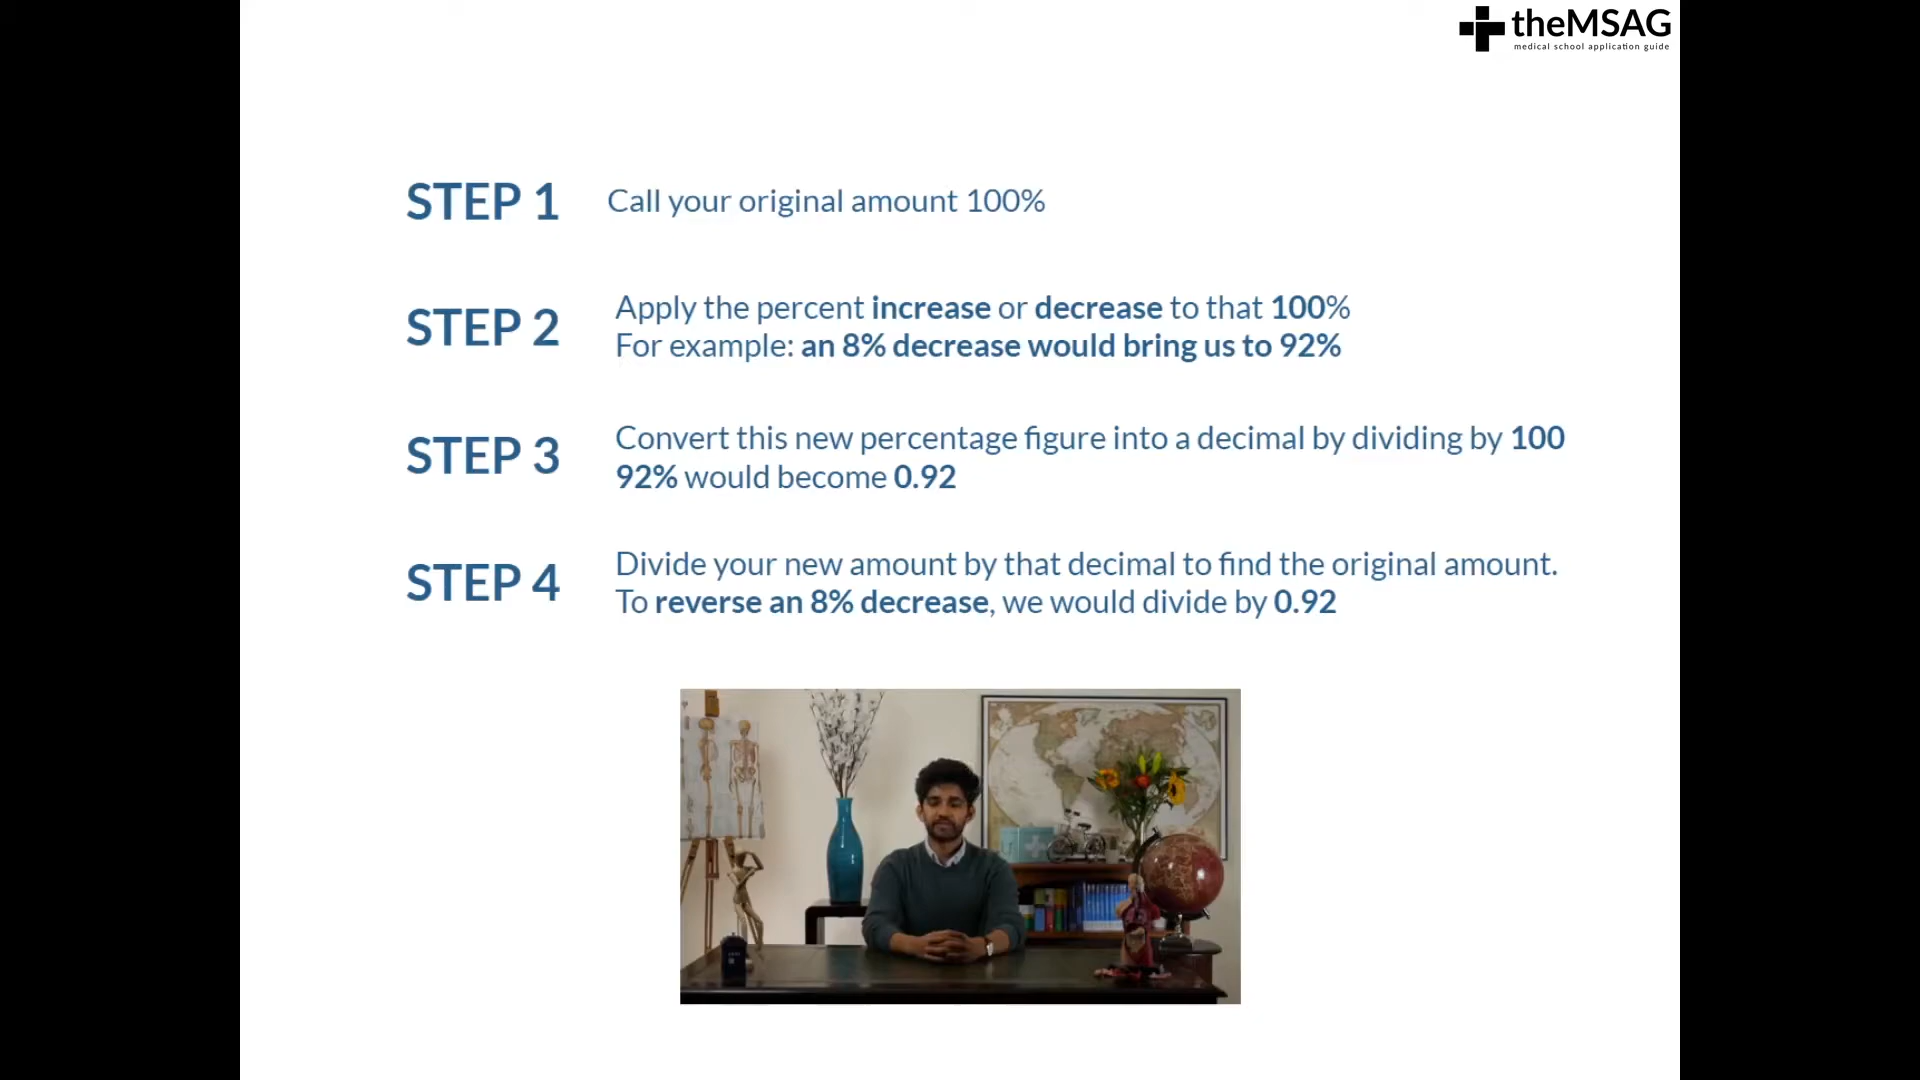 theMSAG
medical school application guide
STEP 1
Call your original amount 100%
STEP 2
Apply the percent increase or decrease to that 100%
For example: an 8% decrease would bring us to 92%
STEP 3
Convert this new percentage figure into a decimal by dividing by 100
92% would become 0.92
STEP 4
Divide your new amount by that decimal to find the original amount.
To reverse an 8% decrease, we would divide by 0.92